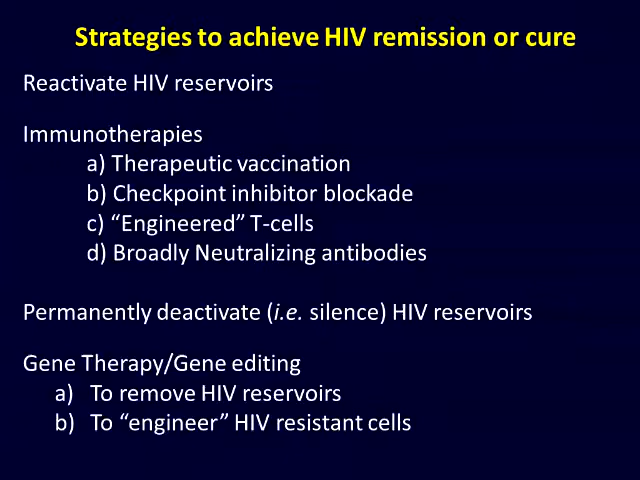 Strategies to achieve HIV remission or cure
Reactivate HIV reservoirs
Immunotherapies
a) Therapeutic vaccination
b) Checkpoint inhibitor blockade
c) “Engineered” T-cells
d) Broadly Neutralizing antibodies
Permanently deactivate (i.e. silence) HIV reservoirs
Gene Therapy/Gene editing
a) To remove HIV reservoirs
b) To “engineer” HIV resistant cells